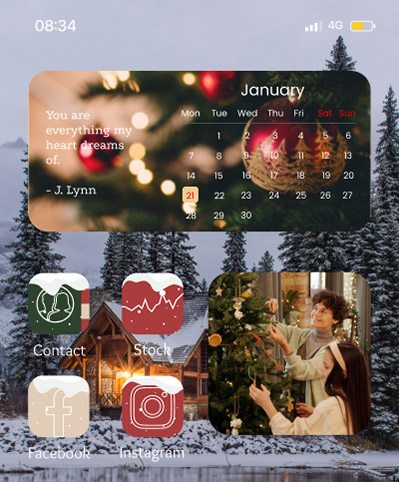 08:34
4G
January
Mon Tue Wed Thu Fri Sat Sun
1 2 3 4 5 6
7 8 9 10 11 12 13
14 15 16 17 18 19 20
21 22 23 24 25 26 27
28 29 30
You are
everything my
heart dreams
of.
- J. Lynn
Contact
Stock
Facebook
Instagram